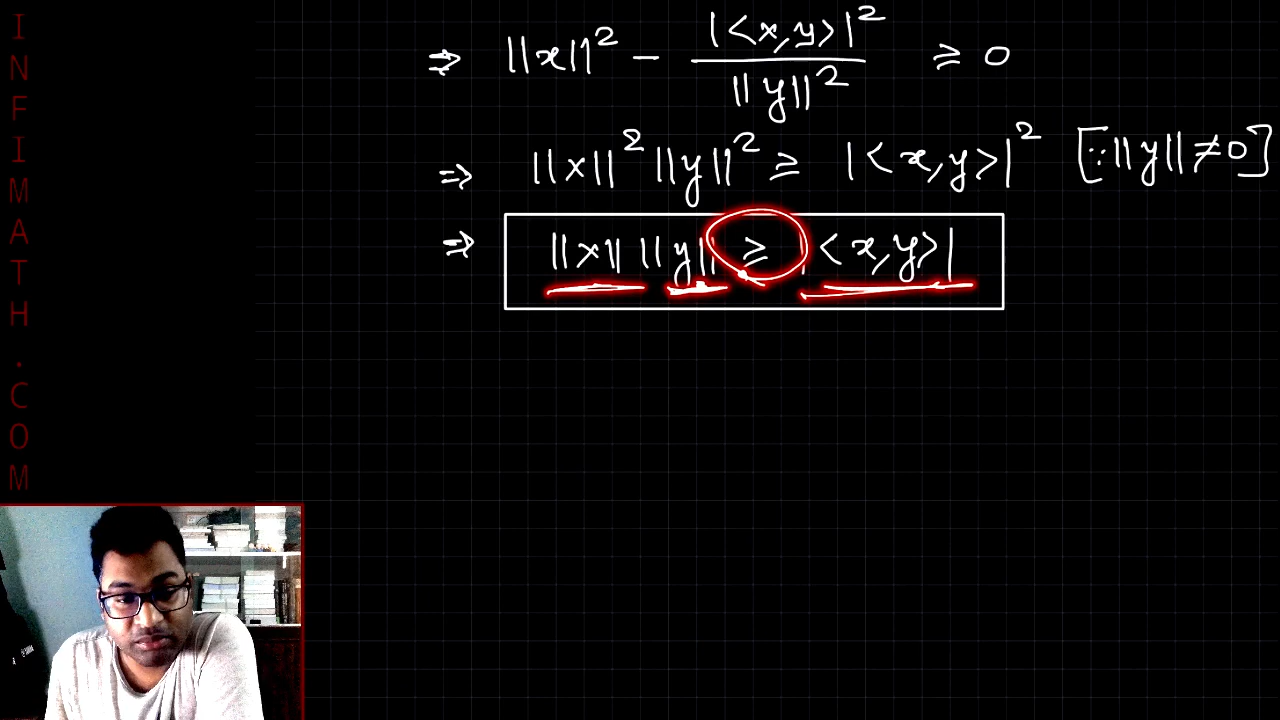 INFIMATH.COM
⇒ ||x||² - |<x,y>|² / ||y||² ≥ 0
⇒ ||x||² ||y||² ≥ |<x,y>|² [∵ ||y|| ≠ 0]
⇒ ||x|| ||y|| ≥ |<x,y>|